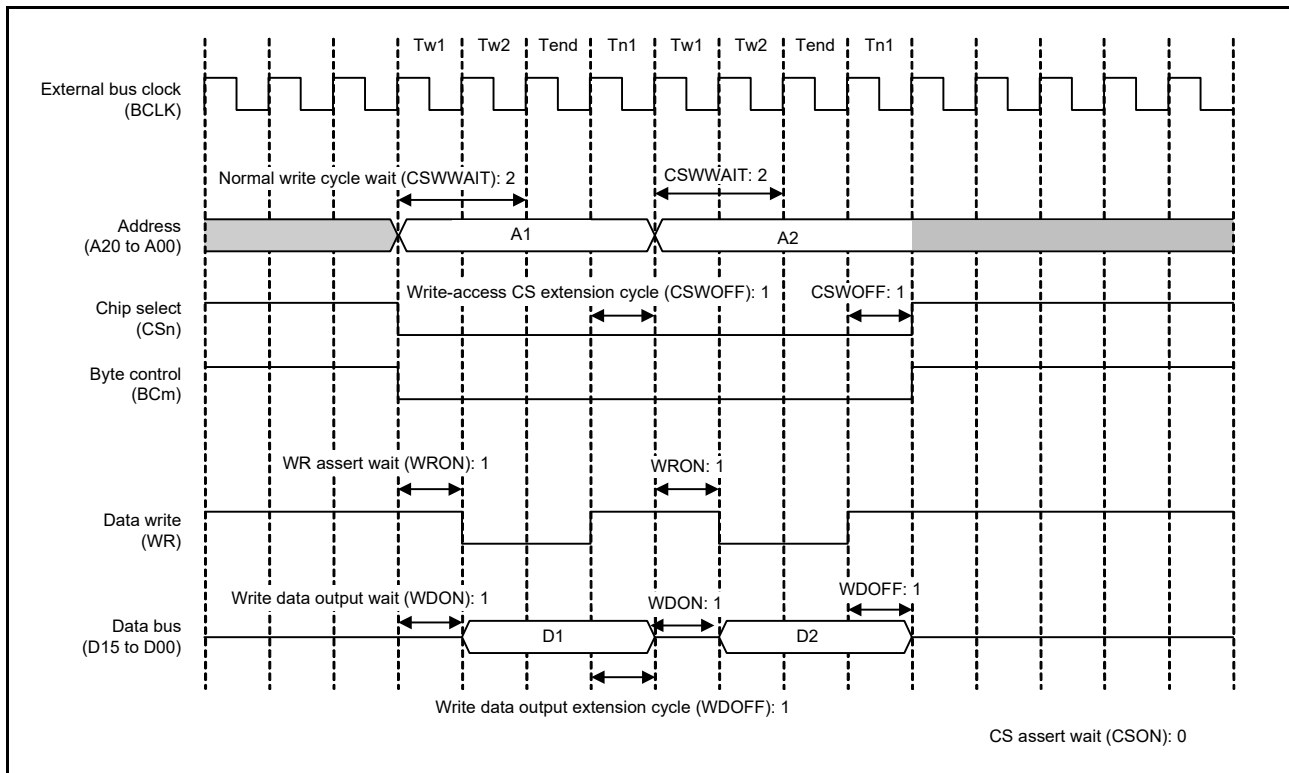 Tw1 Tw2 Tend Tn1 Tw1 Tw2 Tend Tn1
External bus clock
(BCLK)
Normal write cycle wait (CSWWAIT): 2
CSWWAIT: 2
Address
(A20 to A00)
A1
A2
Write-access CS extension cycle (CSWOFF): 1
CSWOFF: 1
Chip select
(CSn)
Byte control
(BCm)
WR assert wait (WRON): 1
WRON: 1
Data write
(WR)
WDOFF: 1
Write data output wait (WDON): 1
WDON: 1
Data bus
(D15 to D00)
D1
D2
Write data output extension cycle (WDOFF): 1
CS assert wait (CSON): 0